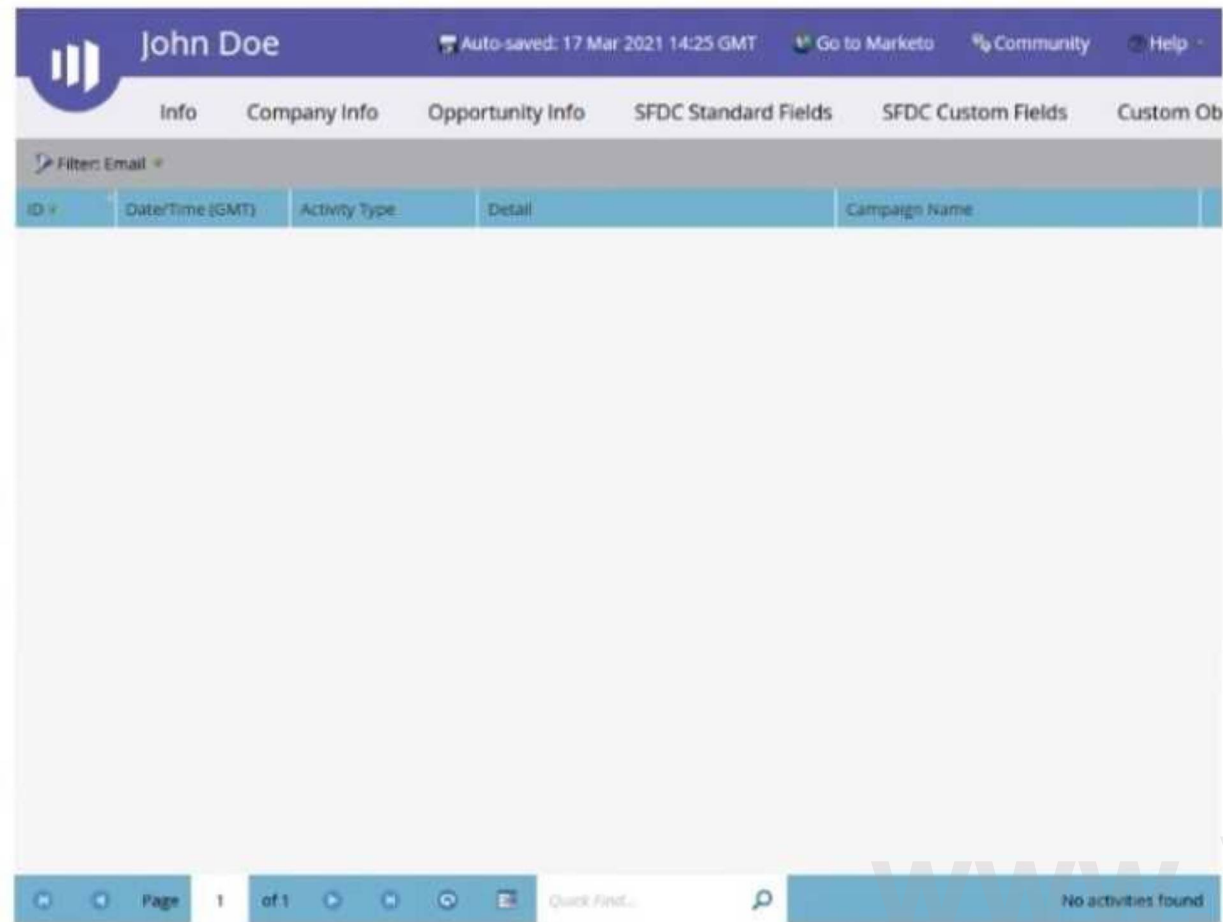 John Doe
Auto-saved: 17 Mar 2021 14:25 GMT Go to Marketo Community Help
Info Company Info Opportunity Info SFDC Standard Fields SFDC Custom Fields Custom Ob
Filter: Email
ID Date/Time (GMT) Activity Type Detail Campaign Name
Page 1 of 1 Quick Find... No activities found
www